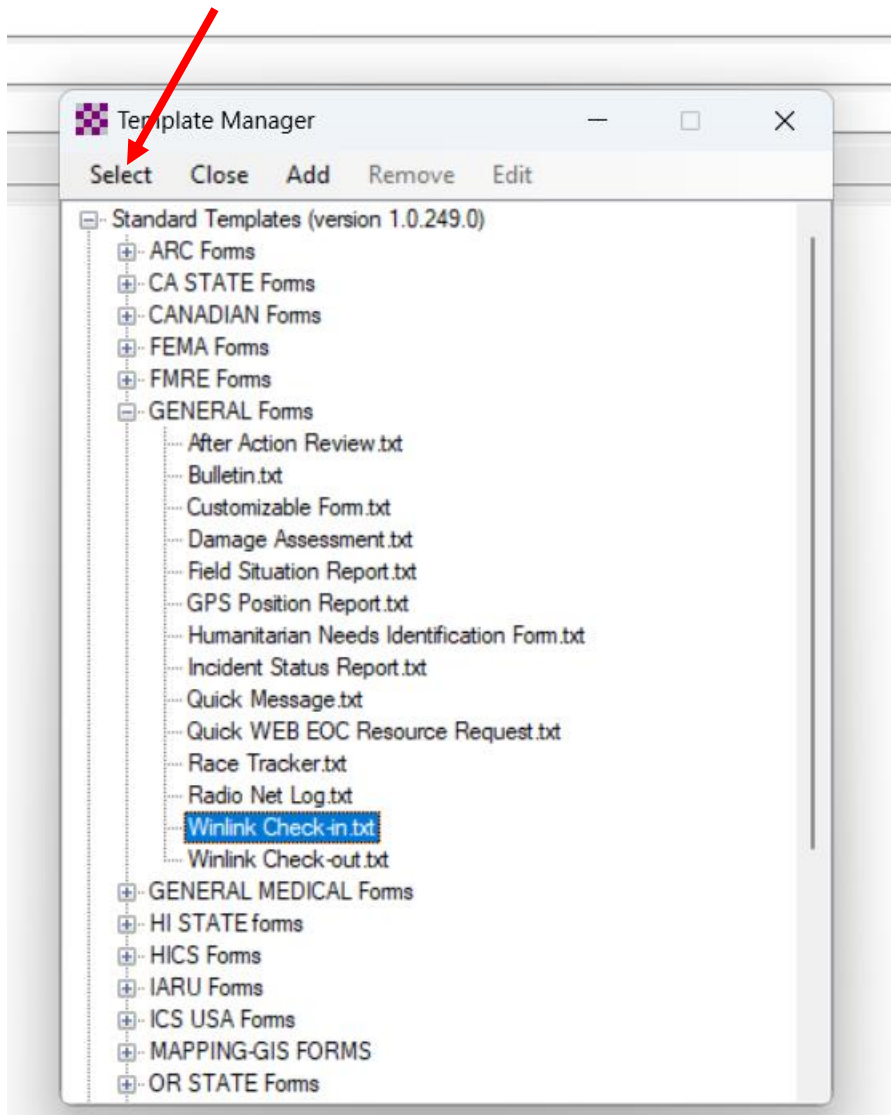 Template Manager
Select Close Add Remove Edit
Standard Templates (version 1.0.249.0)
ARC Forms
CA STATE Forms
CANADIAN Forms
FEMA Forms
FMRE Forms
GENERAL Forms
After Action Review.txt
Bulletin.txt
Customizable Form.txt
Damage Assessment.txt
Field Situation Report.txt
GPS Position Report.txt
Humanitarian Needs Identification Form.txt
Incident Status Report.txt
Quick Message.txt
Quick WEB EOC Resource Request.txt
Race Tracker.txt
Radio Net Log.txt
Winlink Check-in.txt
Winlink Check-out.txt
GENERAL MEDICAL Forms
HI STATE forms
HICS Forms
IARU Forms
ICS USA Forms
MAPPING-GIS FORMS
OR STATE Forms